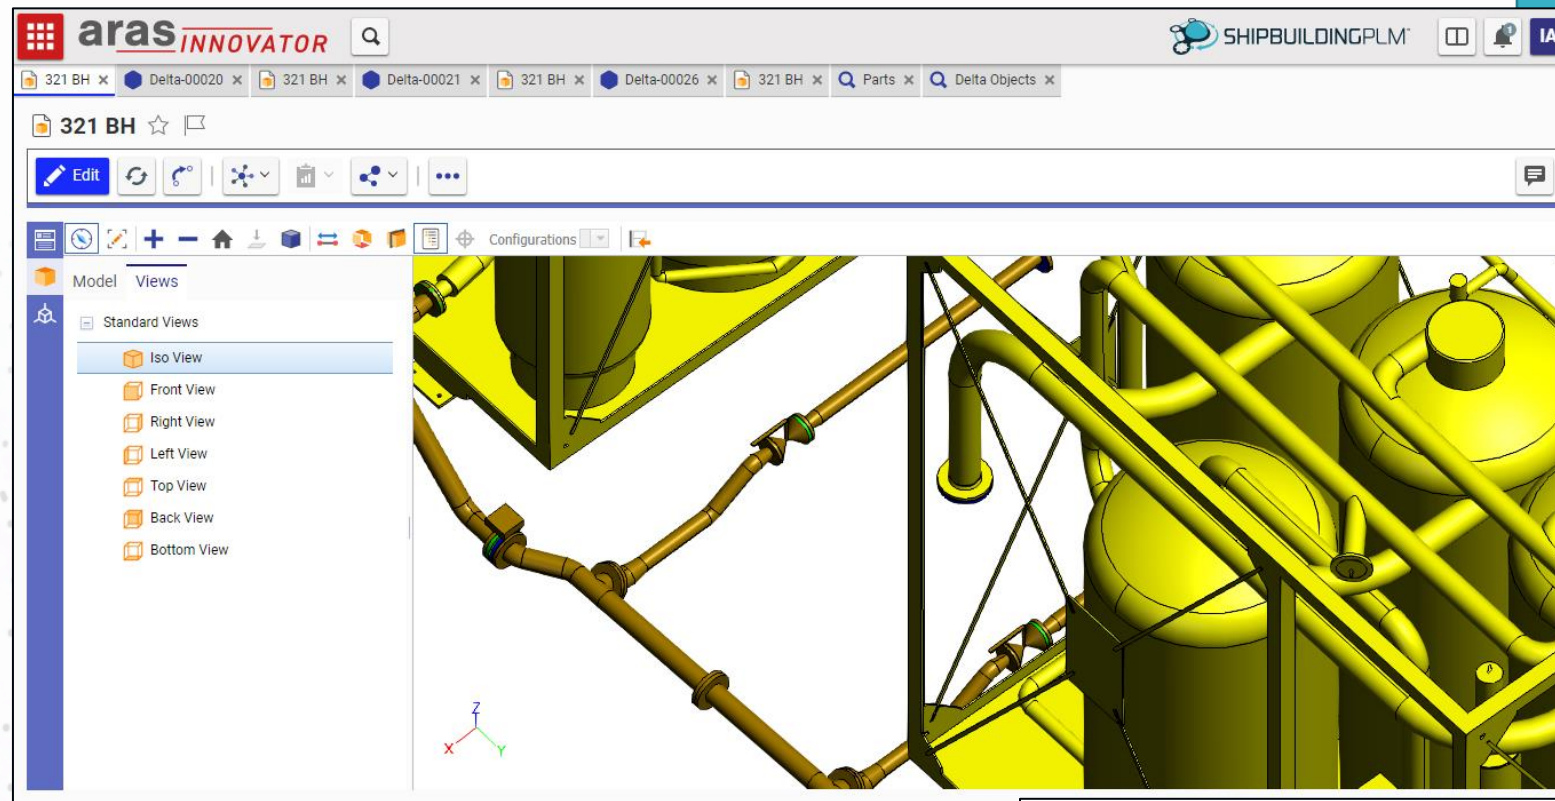 aras INNOVATOR SHIPBUILDINGPLM IA
321 BH Delta-00020 321 BH Delta-00021 321 BH Delta-00026 321 BH Parts Delta Objects
321 BH
Edit
Configurations
Model Views
Standard Views
Iso View
Front View
Right View
Left View
Top View
Back View
Bottom View
Z
X Y